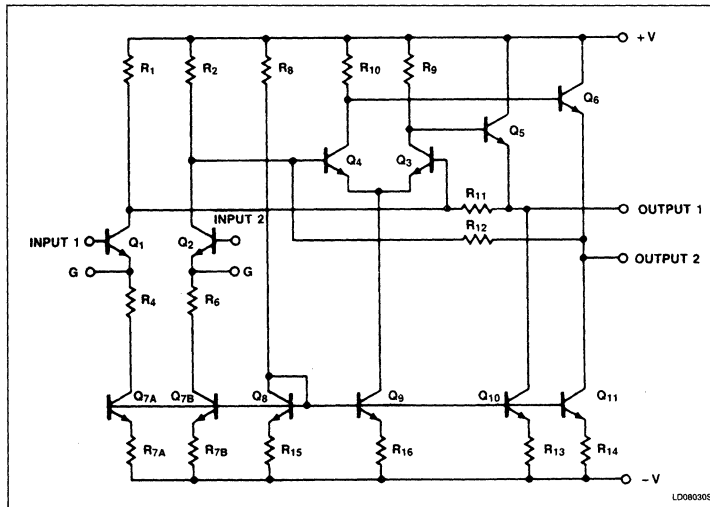 +V
R1 R2 R8 R10 R9
Q6
Q5
Q4 Q3
R11
OUTPUT 1
INPUT 2
R12
INPUT 1 Q1 Q2
OUTPUT 2
G G
R4 R6
Q7A Q7B Q8 Q9 Q10 Q11
R7A R7B R15 R16 R13 R14
−V
LD08030S